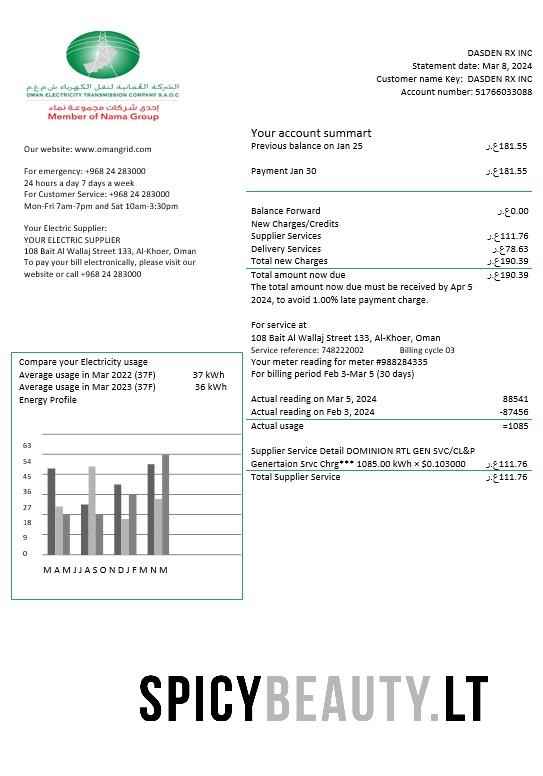 الشركة العمانية لنقل الكهرباء ش.م.ع.م
OMAN ELECTRICITY TRANSMISSION COMPANY S.A.O.C
إحدى شركات مجموعة نماء
Member of Nama Group
DASDEN RX INC
Statement date: Mar 8, 2024
Customer name Key: DASDEN RX INC
Account number: 51766033088
Our website: www.omangrid.com
For emergency: +968 24 283000
24 hours a day 7 days a week
For Customer Service: +968 24 283000
Mon-Fri 7am-7pm and Sat 10am-3:30pm
Your Electric Supplier:
YOUR ELECTRIC SUPPLIER
108 Bait Al Wallaj Street 133, Al-Khoer, Oman
To pay your bill electronically, please visit our
website or call +968 24 283000
Your account summart
Previous balance on Jan 25 ر.ع181.55
Payment Jan 30 ر.ع181.55
Balance Forward ر.ع0.00
New Charges/Credits
Supplier Services ر.ع111.76
Delivery Services ر.ع78.63
Total new Charges ر.ع190.39
Total amount now due ر.ع190.39
The total amount now due must be received by Apr 5
2024, to avoid 1.00% late payment charge.
For service at
108 Bait Al Wallaj Street 133, Al-Khoer, Oman
Service reference: 748222002 Billing cycle 03
Your meter reading for meter #988284335
For billing period Feb 3-Mar 5 (30 days)
Actual reading on Mar 5, 2024 88541
Actual reading on Feb 3, 2024 -87456
Actual usage =1085
Supplier Service Detail DOMINION RTL GEN SVC/CL&P
Genertaion Srvc Chrg*** 1085.00 kWh × $0.103000 ر.ع111.76
Total Supplier Service ر.ع111.76
Compare your Electricity usage
Average usage in Mar 2022 (37F) 37 kWh
Average usage in Mar 2023 (37F) 36 kWh
Energy Profile
63
54
45
36
27
18
9
0
M A M J J A S O N D J F M N M
SPICYBEAUTY.LT